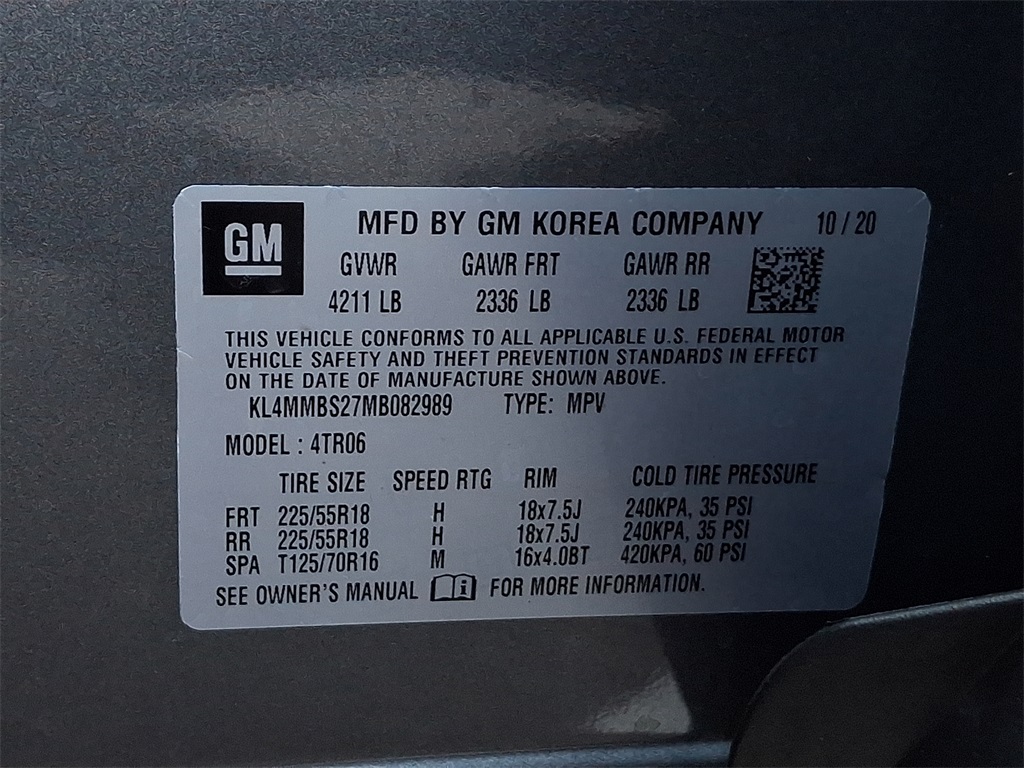 GM
MFD BY GM KOREA COMPANY 10 / 20
GVWR GAWR FRT GAWR RR
4211 LB 2336 LB 2336 LB
THIS VEHICLE CONFORMS TO ALL APPLICABLE U.S. FEDERAL MOTOR
VEHICLE SAFETY AND THEFT PREVENTION STANDARDS IN EFFECT
ON THE DATE OF MANUFACTURE SHOWN ABOVE.
KL4MMBS27MB082989 TYPE: MPV
MODEL : 4TR06
TIRE SIZE SPEED RTG RIM COLD TIRE PRESSURE
FRT 225/55R18 H 18x7.5J 240KPA, 35 PSI
RR 225/55R18 H 18x7.5J 240KPA, 35 PSI
SPA T125/70R16 M 16x4.0BT 420KPA, 60 PSI
SEE OWNER'S MANUAL i FOR MORE INFORMATION.